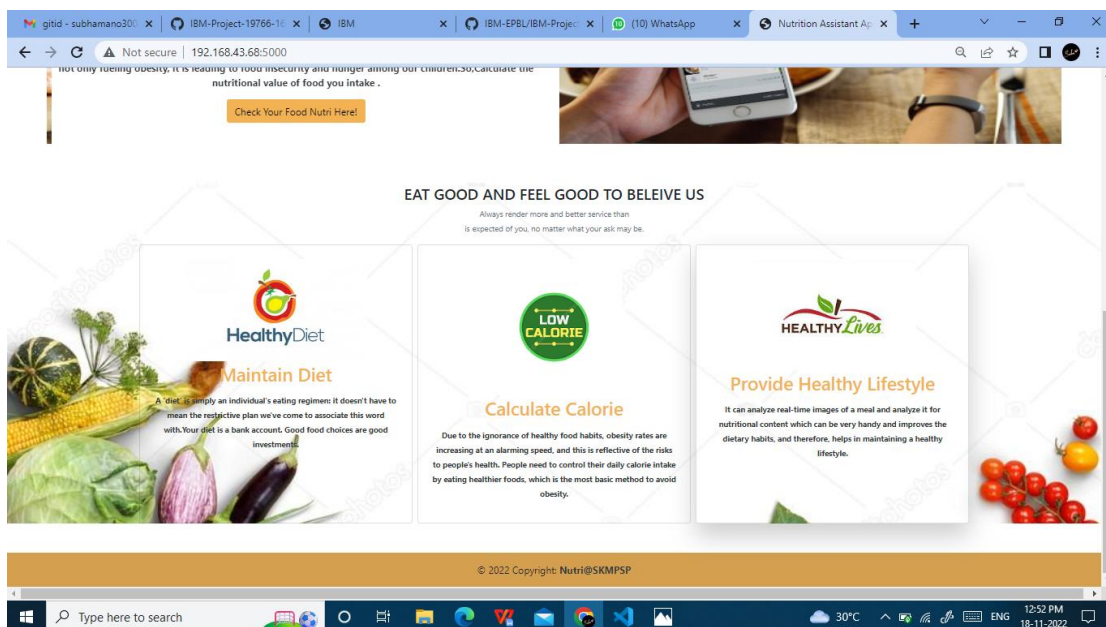 gitid - subhamano300
IBM-Project-19766-16
IBM
IBM-EPBL/IBM-Projec
(10) WhatsApp
Nutrition Assistant Ap
Not secure | 192.168.43.68:5000
not only fueling obesity, it is leading to food insecurity and hunger among our children.So,Calculate the
nutritional value of food you intake .
Check Your Food Nutri Here!
EAT GOOD AND FEEL GOOD TO BELEIVE US
Always render more and better service than
is expected of you, no matter what your ask may be.
HealthyDiet
Maintain Diet
A 'diet' is simply an individual's eating regimen: it doesn't have to
mean the restrictive plan we've come to associate this word
with.Your diet is a bank account. Good food choices are good
investments.
LOW
CALORIE
Calculate Calorie
Due to the ignorance of healthy food habits, obesity rates are
increasing at an alarming speed, and this is reflective of the risks
to people's health. People need to control their daily calorie intake
by eating healthier foods, which is the most basic method to avoid
obesity.
HEALTHY Lives
Provide Healthy Lifestyle
It can analyze real-time images of a meal and analyze it for
nutritional content which can be very handy and improves the
dietary habits, and therefore, helps in maintaining a healthy
lifestyle.
depositphotos
© 2022 Copyright: Nutri@SKMPSP
Type here to search
30°C
ENG
12:52 PM
18-11-2022